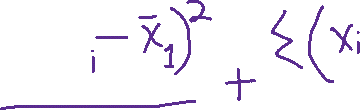 i - x̄₁)² + Σ(xi